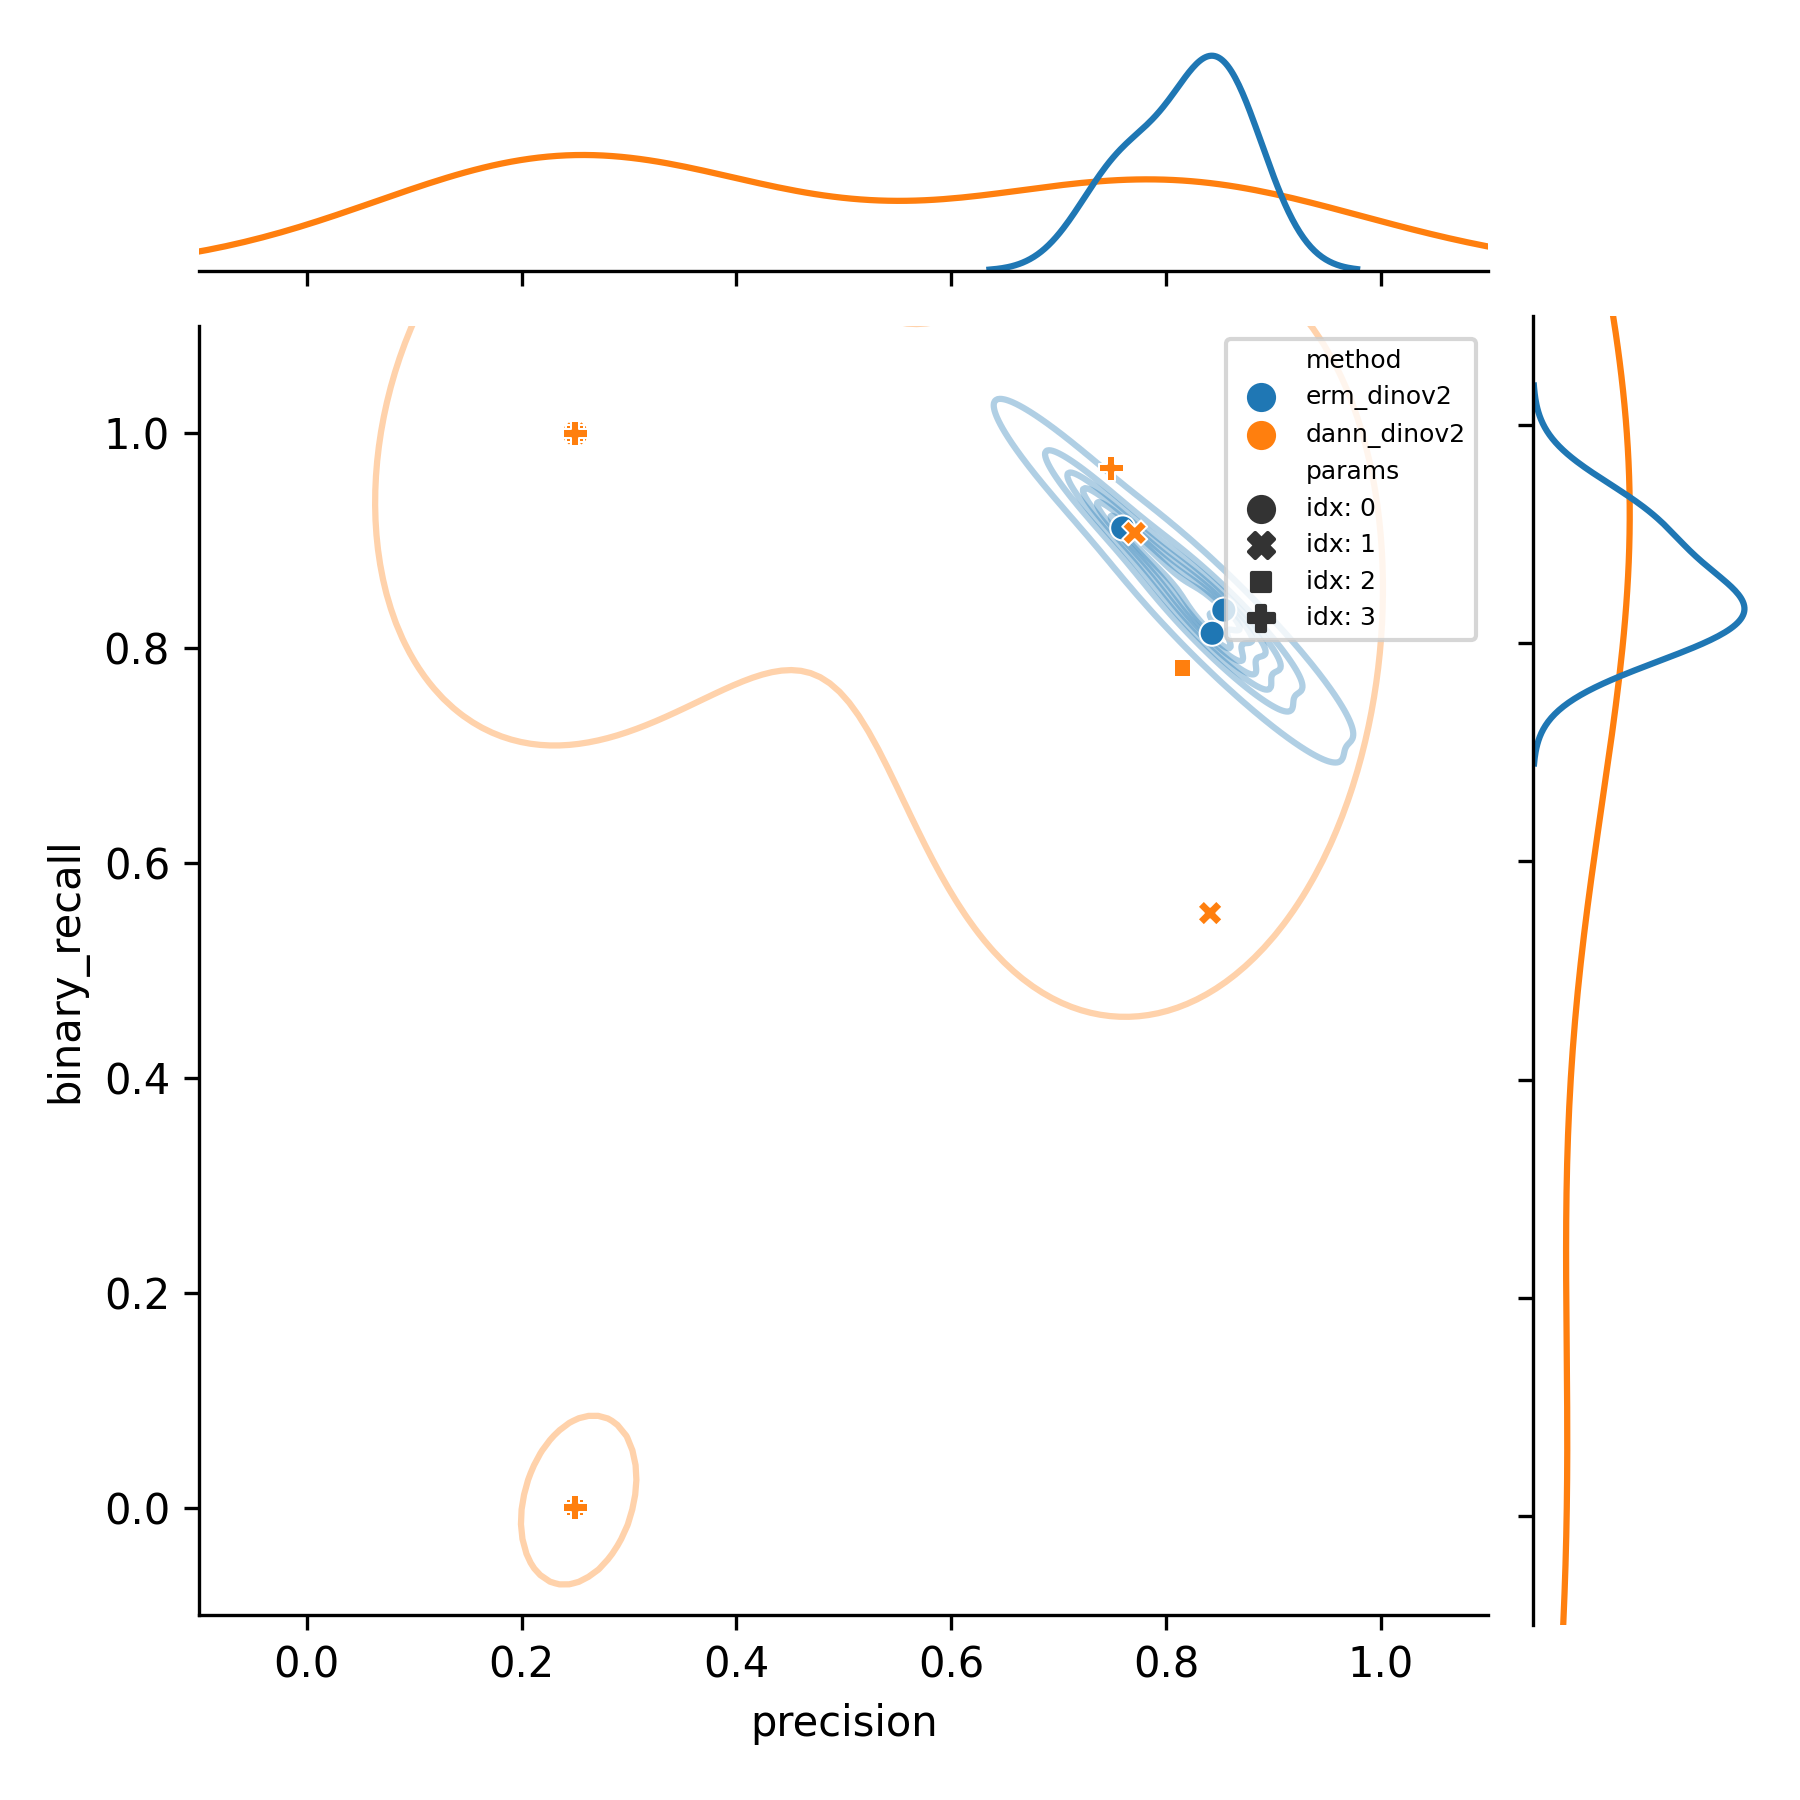 method
erm_dinov2
dann_dinov2
params
idx: 0
idx: 1
idx: 2
idx: 3
1.0
0.8
0.6
0.4
0.2
0.0
binary_recall
0.0 0.2 0.4 0.6 0.8 1.0
precision